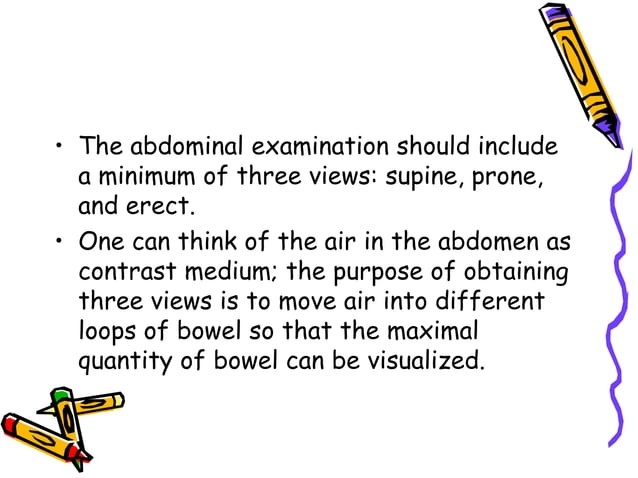 • The abdominal examination should include
a minimum of three views: supine, prone,
and erect.
• One can think of the air in the abdomen as
contrast medium; the purpose of obtaining
three views is to move air into different
loops of bowel so that the maximal
quantity of bowel can be visualized.